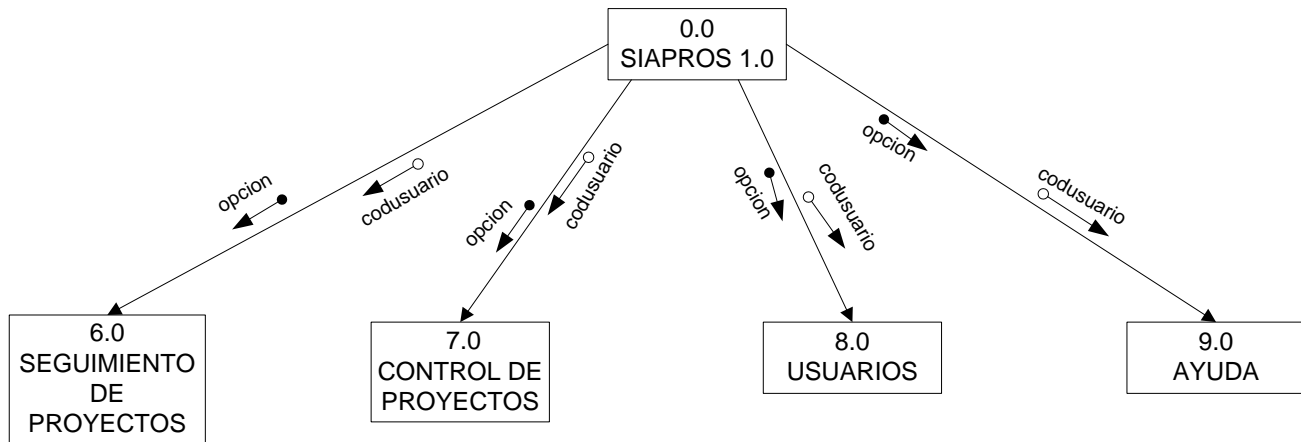 0.0
SIAPROS 1.0
opcion
codusuario
opcion
codusuario
opcion
codusuario
opcion
codusuario
6.0
SEGUIMIENTO
DE
PROYECTOS
7.0
CONTROL DE
PROYECTOS
8.0
USUARIOS
9.0
AYUDA